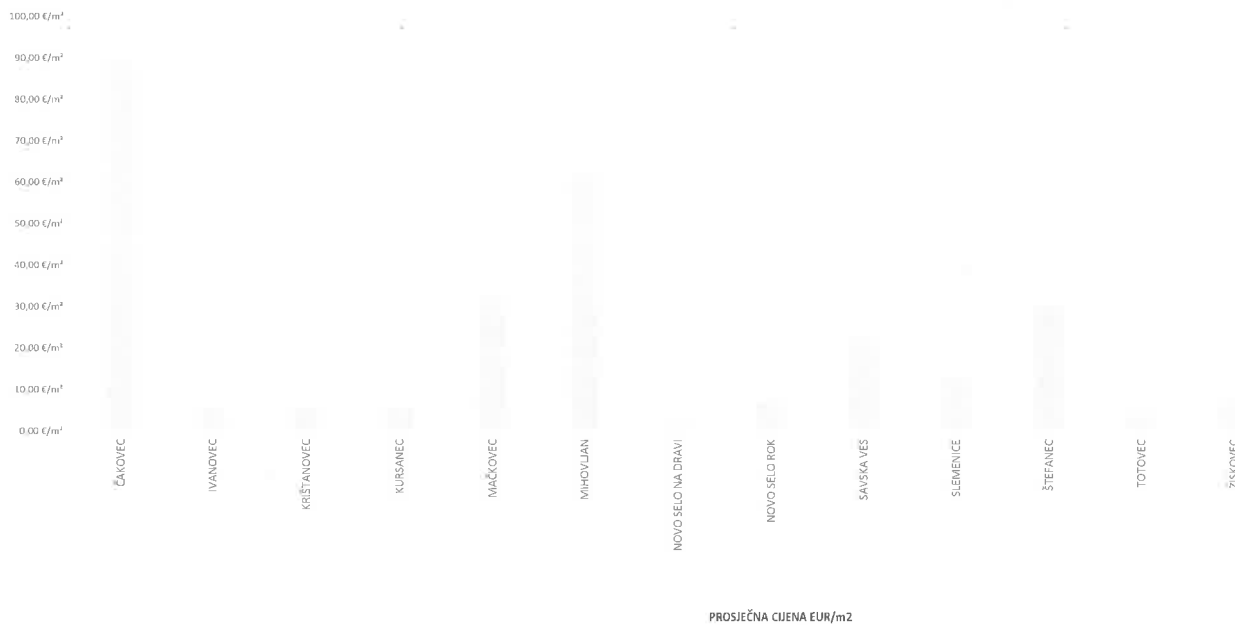 100,00 €/m²
90,00 €/m²
80,00 €/m²
70,00 €/m²
60,00 €/m²
50,00 €/m²
40,00 €/m²
30,00 €/m²
20,00 €/m²
10,00 €/m²
0,00 €/m²
ČAKOVEC
IVANOVEC
KRIŠTANOVEC
KURŠANEC
MAČKOVEC
MIHOVLJAN
NOVO SELO NA DRAVI
NOVO SELO ROK
SAVSKA VES
SLEMENICE
ŠTEFANEC
TOTOVEC
ŽISKOVEC
PROSJEČNA CIJENA EUR/m2